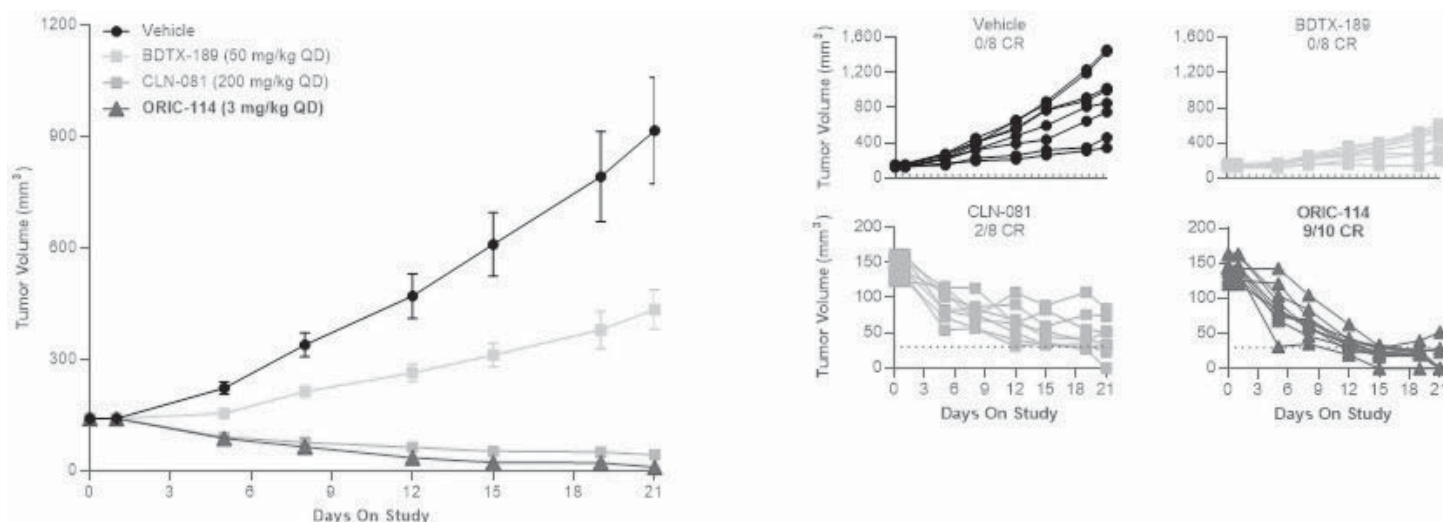 1200
900
600
300
0
Tumor Volume (mm³)
Vehicle
BDTX-189 (50 mg/kg QD)
CLN-081 (200 mg/kg QD)
ORIC-114 (3 mg/kg QD)
0 3 6 9 12 15 18 21
Days On Study
Vehicle
0/8 CR
1,600
1,200
800
400
0
Tumor Volume (mm³)
BDTX-189
0/8 CR
1,600
1,200
800
400
0
CLN-081
2/8 CR
200
150
100
50
0
Tumor Volume (mm³)
0 3 6 9 12 15 18 21
Days On Study
ORIC-114
9/10 CR
200
150
100
50
0
0 3 6 9 12 15 18 21
Days On Study